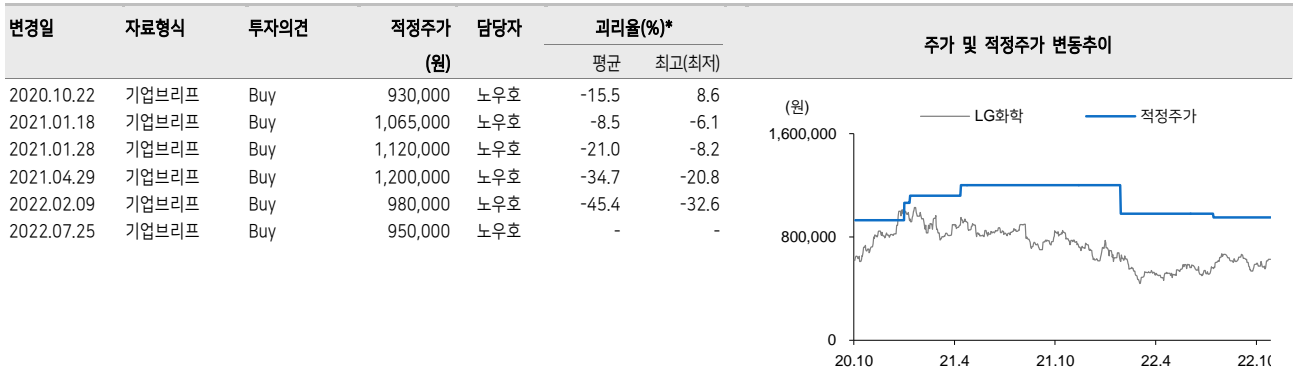 변경일 자료형식 투자의견 적정주가 담당자 괴리율(%)* 주가 및 적정주가 변동추이
(원) 평균 최고(최저)
2020.10.22 기업브리프 Buy 930,000 노우호 -15.5 8.6
2021.01.18 기업브리프 Buy 1,065,000 노우호 -8.5 -6.1
2021.01.28 기업브리프 Buy 1,120,000 노우호 -21.0 -8.2
2021.04.29 기업브리프 Buy 1,200,000 노우호 -34.7 -20.8
2022.02.09 기업브리프 Buy 980,000 노우호 -45.4 -32.6
2022.07.25 기업브리프 Buy 950,000 노우호 - -
(원)
LG화학 적정주가
1,600,000
800,000
0
20.10 21.4 21.10 22.4 22.10